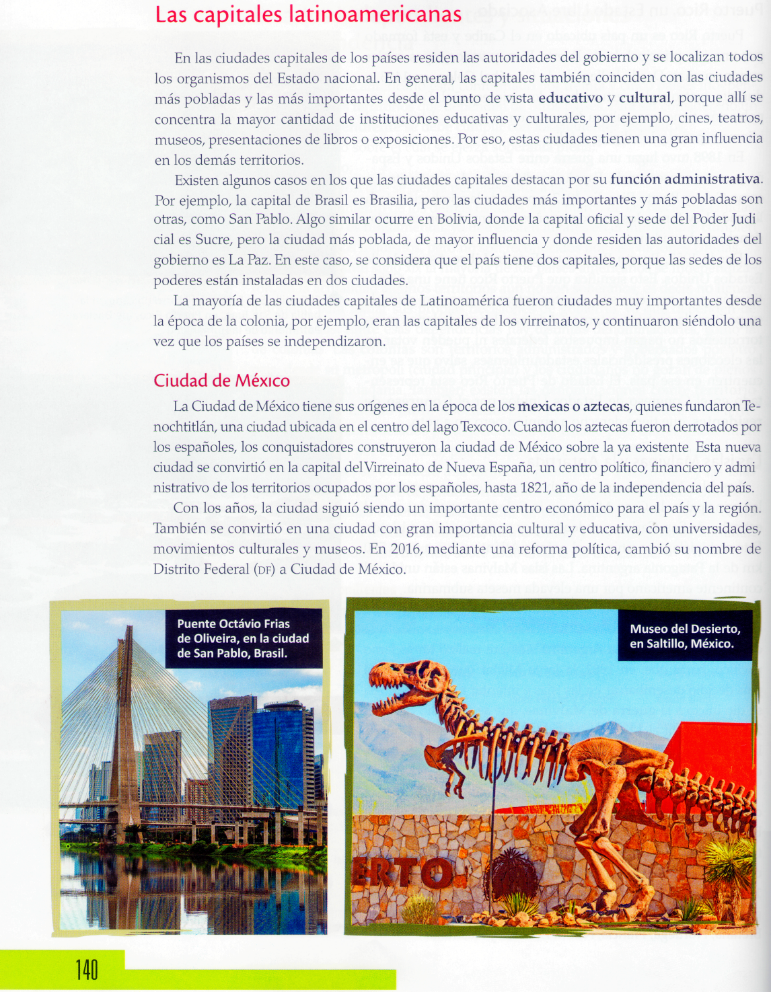 Las capitales latinoamericanas
En las ciudades capitales de los países residen las autoridades del gobierno y se localizan todos
los organismos del Estado nacional. En general, las capitales también coinciden con las ciudades
más pobladas y las más importantes desde el punto de vista educativo y cultural, porque allí se
concentra la mayor cantidad de instituciones educativas y culturales, por ejemplo, cines, teatros,
museos, presentaciones de libros o exposiciones. Por eso, estas ciudades tienen una gran influencia
en los demás territorios.
Existen algunos casos en los que las ciudades capitales destacan por su función administrativa.
Por ejemplo, la capital de Brasil es Brasilia, pero las ciudades más importantes y más pobladas son
otras, como San Pablo. Algo similar ocurre en Bolivia, donde la capital oficial y sede del Poder Judi
cial es Sucre, pero la ciudad más poblada, de mayor influencia y donde residen las autoridades del
gobierno es La Paz. En este caso, se considera que el país tiene dos capitales, porque las sedes de los
poderes están instaladas en dos ciudades.
La mayoría de las ciudades capitales de Latinoamérica fueron ciudades muy importantes desde
la época de la colonia, por ejemplo, eran las capitales de los virreinatos, y continuaron siéndolo una
vez que los países se independizaron.
Ciudad de México
La Ciudad de México tiene sus orígenes en la época de los mexicas o aztecas, quienes fundaron Te-
nochtitlán, una ciudad ubicada en el centro del lago Texcoco. Cuando los aztecas fueron derrotados por
los españoles, los conquistadores construyeron la ciudad de México sobre la ya existente Esta nueva
ciudad se convirtió en la capital del Virreinato de Nueva España, un centro político, financiero y admi
nistrativo de los territorios ocupados por los españoles, hasta 1821, año de la independencia del país.
Con los años, la ciudad siguió siendo un importante centro económico para el país y la región.
También se convirtió en una ciudad con gran importancia cultural y educativa, con universidades,
movimientos culturales y museos. En 2016, mediante una reforma política, cambió su nombre de
Distrito Federal (DF) a Ciudad de México.
Puente Octávio Frias
de Oliveira, en la ciudad
de San Pablo, Brasil.
Museo del Desierto,
en Saltillo, México.
ERTO
140